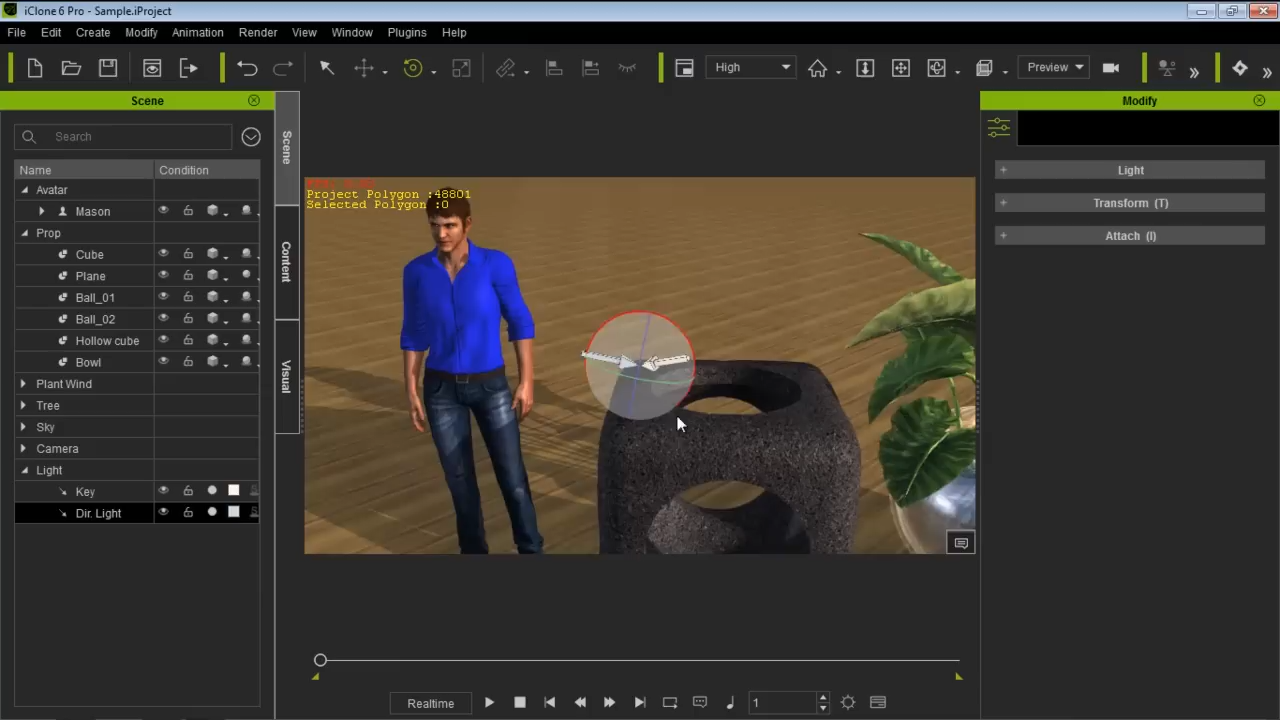 iClone 6 Pro - Sample.iProject
File Edit Create Modify Animation Render View Window Plugins Help
High
Preview
Scene
Search
Name Condition
Avatar
Mason
Prop
Cube
Plane
Ball_01
Ball_02
Hollow cube
Bowl
Plant Wind
Tree
Sky
Camera
Light
Key
Dir. Light
Scene
Content
Visual
Project Polygon :48801
Selected Polygon :0
Modify
Light
Transform (T)
Attach (I)
Realtime
1